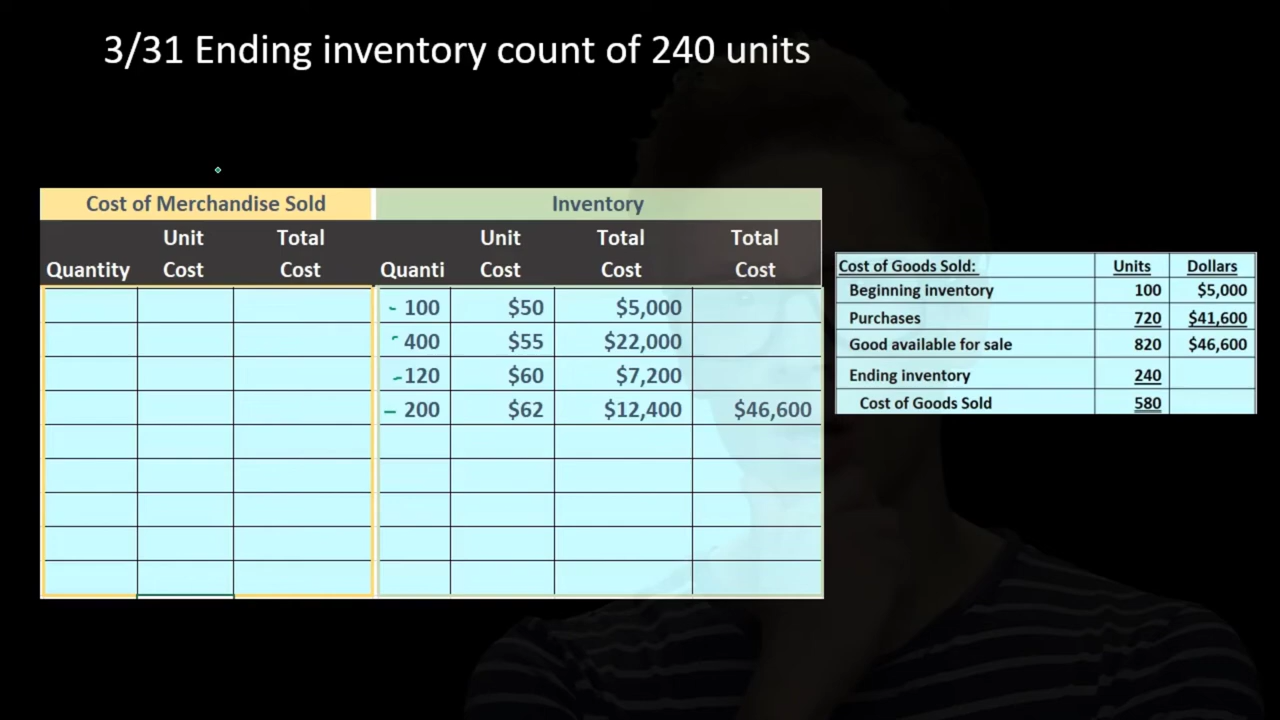 3/31 Ending inventory count of 240 units
Cost of Merchandise Sold Inventory
Unit Total Unit Total Total
Quantity Cost Cost Quanti Cost Cost Cost
100 $50 $5,000
400 $55 $22,000
120 $60 $7,200
200 $62 $12,400 $46,600
Cost of Goods Sold: Units Dollars
Beginning inventory 100 $5,000
Purchases 720 $41,600
Good available for sale 820 $46,600
Ending inventory 240
Cost of Goods Sold 580